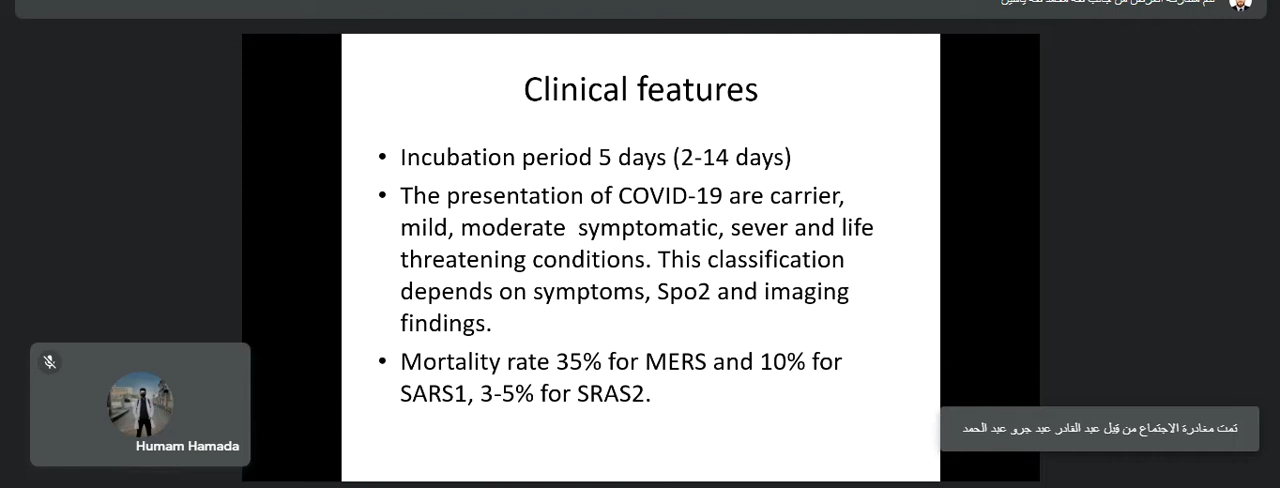 Clinical features
• Incubation period 5 days (2-14 days)
• The presentation of COVID-19 are carrier,
mild, moderate  symptomatic, sever and life
threatening conditions. This classification
depends on symptoms, Spo2 and imaging
findings.
• Mortality rate 35% for MERS and 10% for
SARS1, 3-5% for SRAS2.
Humam Hamada
تمت مغادرة الاجتماع من قِبل عبد القادر عبد جرو عبد الحمد